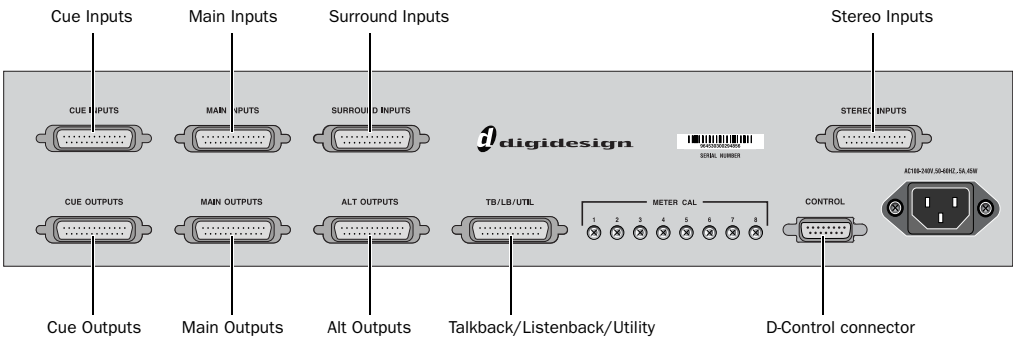 Cue Inputs
Main Inputs
Surround Inputs
Stereo Inputs
CUE INPUTS
MAIN INPUTS
SURROUND INPUTS
STEREO INPUTS
digidesign
964530300294856
SERIAL NUMBER
AC100-240V,50-60HZ,.5A,45W
CUE OUTPUTS
MAIN OUTPUTS
ALT OUTPUTS
TB/LB/UTIL
METER CAL
1 2 3 4 5 6 7 8
CONTROL
Cue Outputs
Main Outputs
Alt Outputs
Talkback/Listenback/Utility
D-Control connector